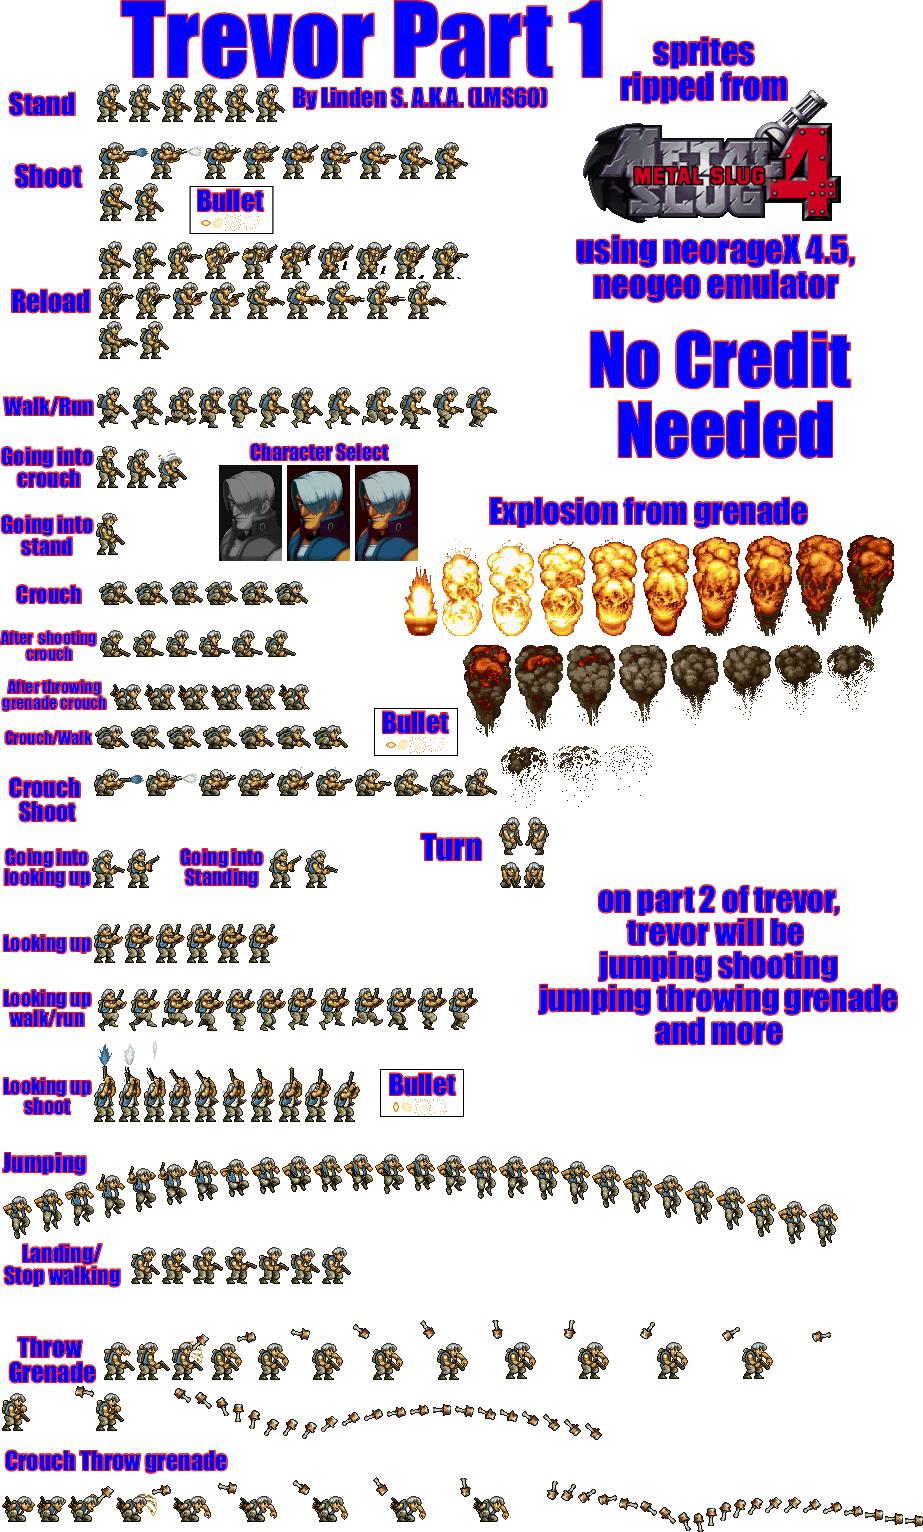 Trevor Part 1
By Linden S. A.K.A. (LMS60)
sprites
ripped from
METAL
SLUG
METAL SLUG
4
using neorageX 4.5,
neogeo emulator
No Credit
Needed
Stand
Shoot
Bullet
Reload
Walk/Run
Going into
crouch
Character Select
Going into
stand
Explosion from grenade
Crouch
After shooting
crouch
After throwing
grenade crouch
Crouch/Walk
Bullet
Crouch
Shoot
Turn
Going into
looking up
Going into
Standing
on part 2 of trevor,
trevor will be
jumping shooting
jumping throwing grenade
and more
Looking up
Looking up
walk/run
Looking up
shoot
Bullet
Jumping
Landing/
Stop walking
Throw
Grenade
Crouch Throw grenade